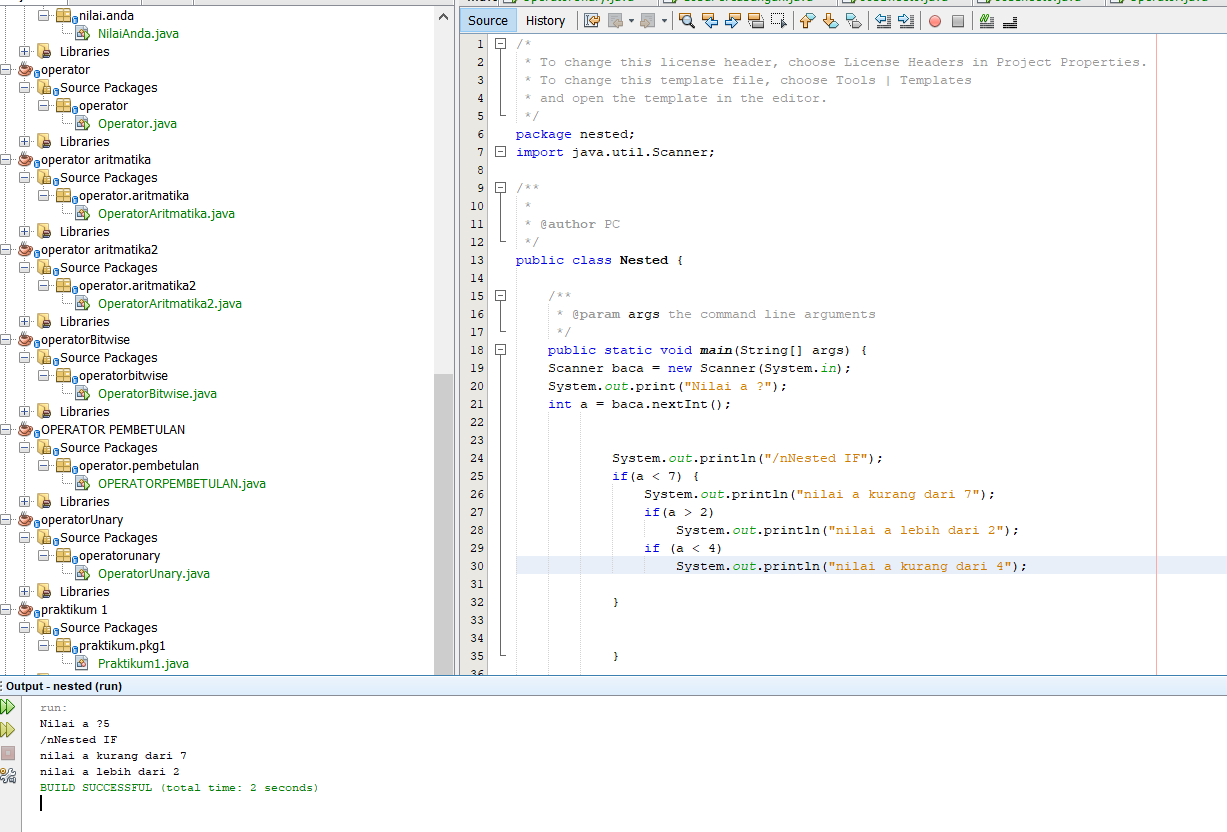 nilai.anda
NilaiAnda.java
Libraries
operator
Source Packages
operator
Operator.java
Libraries
operator aritmatika
Source Packages
operator.aritmatika
OperatorAritmatika.java
Libraries
operator aritmatika2
Source Packages
operator.aritmatika2
OperatorAritmatika2.java
Libraries
operatorBitwise
Source Packages
operatorbitwise
OperatorBitwise.java
Libraries
OPERATOR PEMBETULAN
Source Packages
operator.pembetulan
OPERATORPEMBETULAN.java
Libraries
operatorUnary
Source Packages
operatorunary
OperatorUnary.java
Libraries
praktikum 1
Source Packages
praktikum.pkg1
Praktikum1.java
Source History
1 /*
2 * To change this license header, choose License Headers in Project Properties.
3 * To change this template file, choose Tools | Templates
4 * and open the template in the editor.
5 */
6 package nested;
7 import java.util.Scanner;
8
9 /**
10 *
11 * @author PC
12 */
13 public class Nested {
14
15 /**
16 * @param args the command line arguments
17 */
18 public static void main(String[] args) {
19 Scanner baca = new Scanner(System.in);
20 System.out.print("Nilai a ?");
21 int a = baca.nextInt();
22
23
24 System.out.println("/nNested IF");
25 if(a < 7) {
26 System.out.println("nilai a kurang dari 7");
27 if(a > 2)
28 System.out.println("nilai a lebih dari 2");
29 if (a < 4)
30 System.out.println("nilai a kurang dari 4");
31
32 }
33
34
35 }
36
Output - nested (run)
run:
Nilai a ?5
/nNested IF
nilai a kurang dari 7
nilai a lebih dari 2
BUILD SUCCESSFUL (total time: 2 seconds)